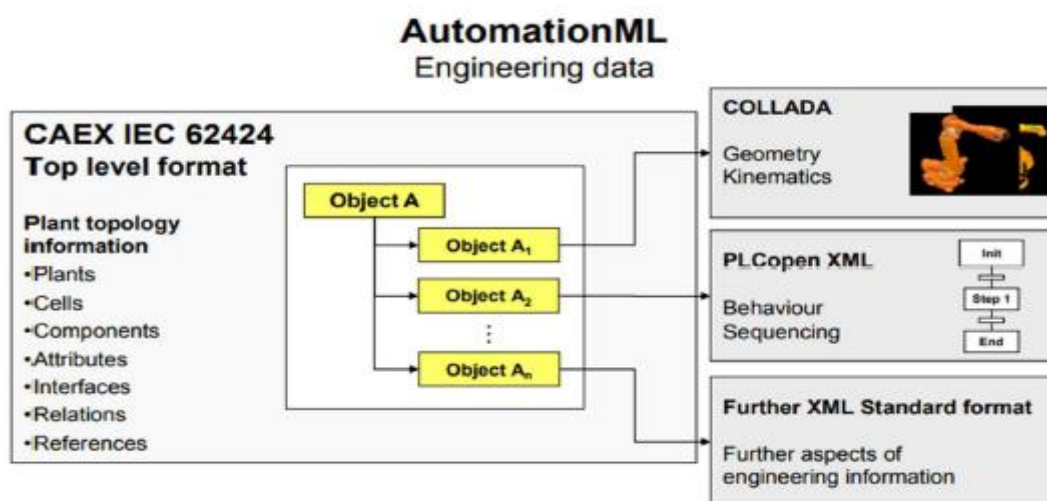 AutomationML
Engineering data
CAEX IEC 62424
Top level format
Plant topology
information
•Plants
•Cells
•Components
•Attributes
•Interfaces
•Relations
•References
Object A
Object A₁
Object A₂
⋮
Object Aₙ
COLLADA
Geometry
Kinematics
PLCopen XML
Behaviour
Sequencing
Init
Step 1
End
Further XML Standard format
Further aspects of
engineering information